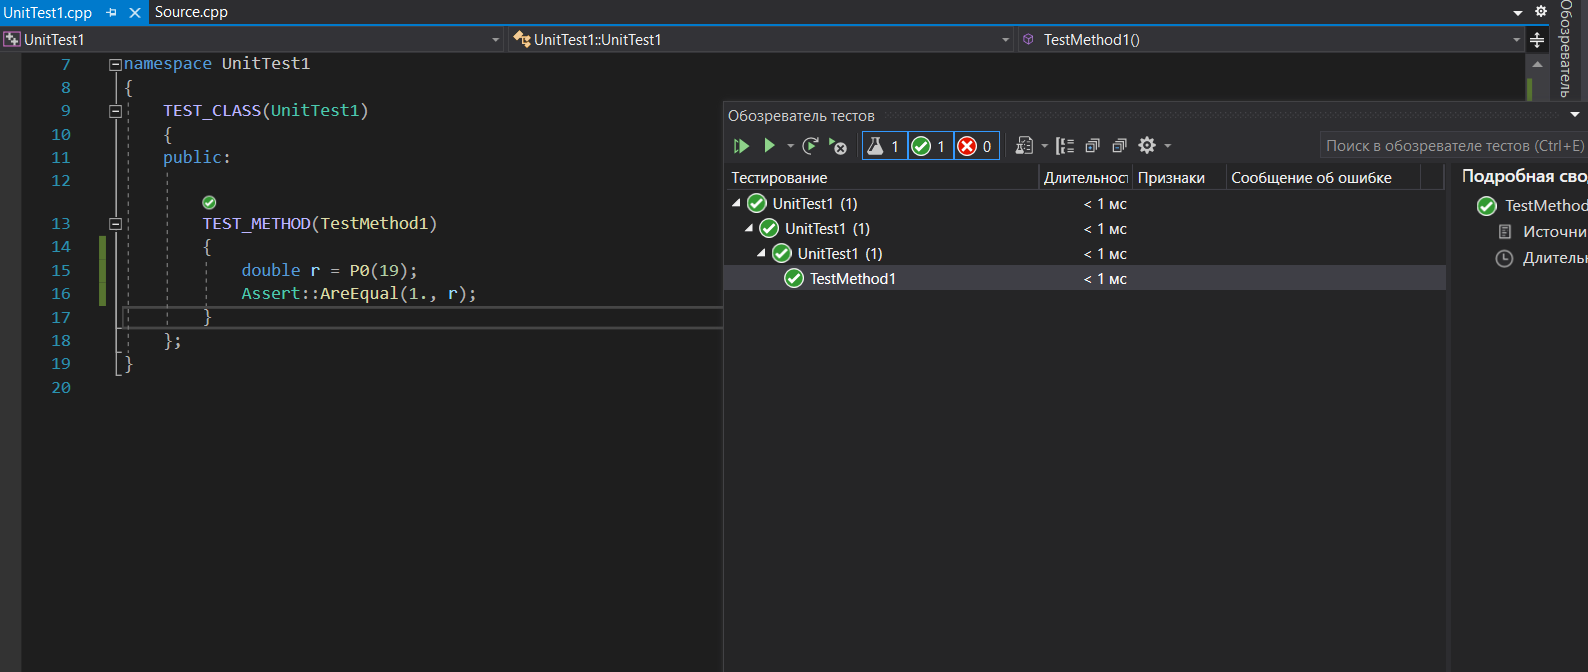 UnitTest1.cpp Source.cpp
UnitTest1 UnitTest1::UnitTest1 TestMethod1()
Обозреватель
7 namespace UnitTest1
8 {
9 TEST_CLASS(UnitTest1)
10 {
11 public:
12
13 TEST_METHOD(TestMethod1)
14 {
15 double r = P0(19);
16 Assert::AreEqual(1., r);
17 }
18 };
19 }
20
Обозреватель тестов
1 1 0 Поиск в обозревателе тестов (Ctrl+E)
Тестирование Длительност Признаки Сообщение об ошибке
UnitTest1 (1) < 1 мс
UnitTest1 (1) < 1 мс
UnitTest1 (1) < 1 мс
TestMethod1 < 1 мс
Подробная сво
TestMethod
Источни
Длитель